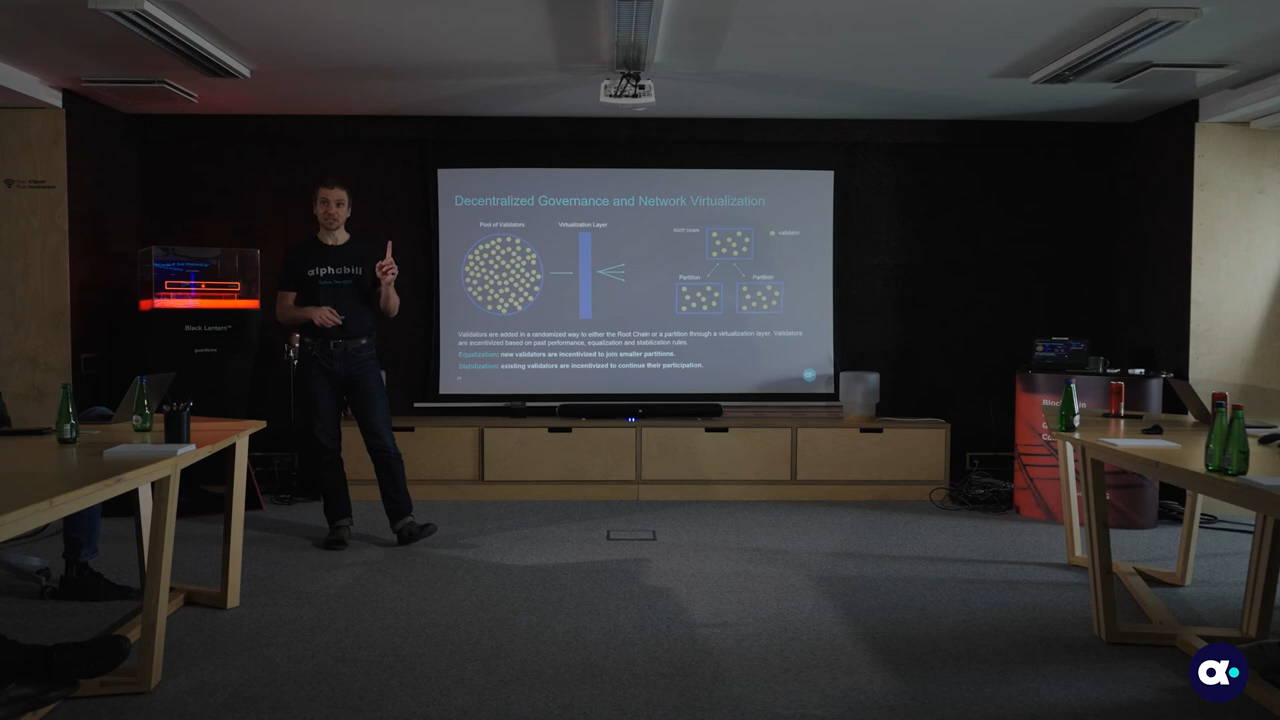 Decentralized Governance and Network Virtualization
Pool of Validators
Virtualization Layer
ROOT CHAIN
validator
Partition
Partition
Validators are added in a randomized way to either the Root Chain or a partition through a virtualization layer. Validators
are incentivized based on past performance, equalization and stabilization rules.
Equalization: new validators are incentivized to join smaller partitions.
Stabilization: existing validators are incentivized to continue their participation.
alphabill
Black Lantern™
guardtime
α